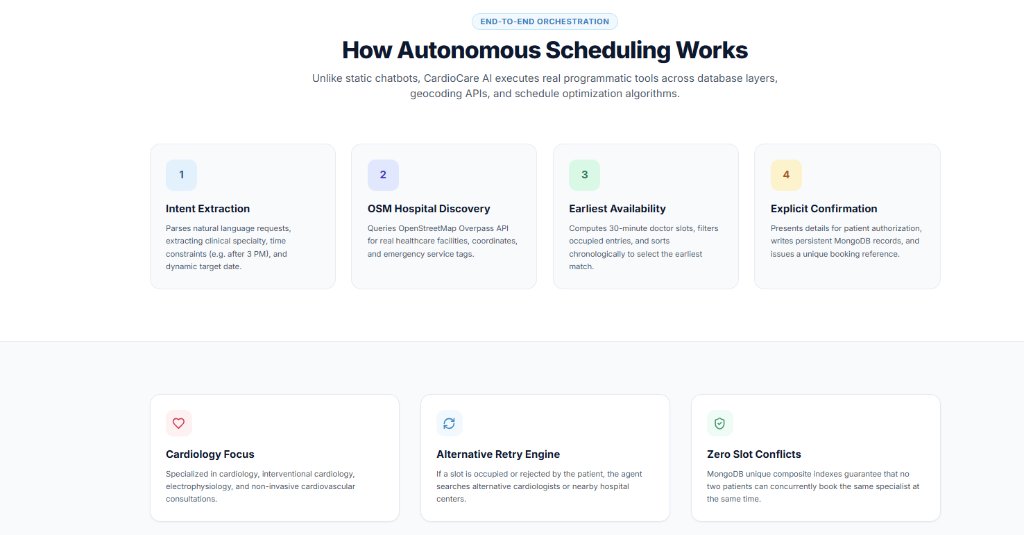 END-TO-END ORCHESTRATION
How Autonomous Scheduling Works
Unlike static chatbots, CardioCare AI executes real programmatic tools across database layers,
geocoding APIs, and schedule optimization algorithms.
1
Intent Extraction
Parses natural language requests,
extracting clinical specialty, time
constraints (e.g. after 3 PM), and
dynamic target date.
2
OSM Hospital Discovery
Queries OpenStreetMap Overpass API
for real healthcare facilities, coordinates,
and emergency service tags.
3
Earliest Availability
Computes 30-minute doctor slots, filters
occupied entries, and sorts
chronologically to select the earliest
match.
4
Explicit Confirmation
Presents details for patient authorization,
writes persistent MongoDB records, and
issues a unique booking reference.
Cardiology Focus
Specialized in cardiology, interventional cardiology,
electrophysiology, and non-invasive cardiovascular
consultations.
Alternative Retry Engine
If a slot is occupied or rejected by the patient, the agent
searches alternative cardiologists or nearby hospital
centers.
Zero Slot Conflicts
MongoDB unique composite indexes guarantee that no
two patients can concurrently book the same specialist at
the same time.